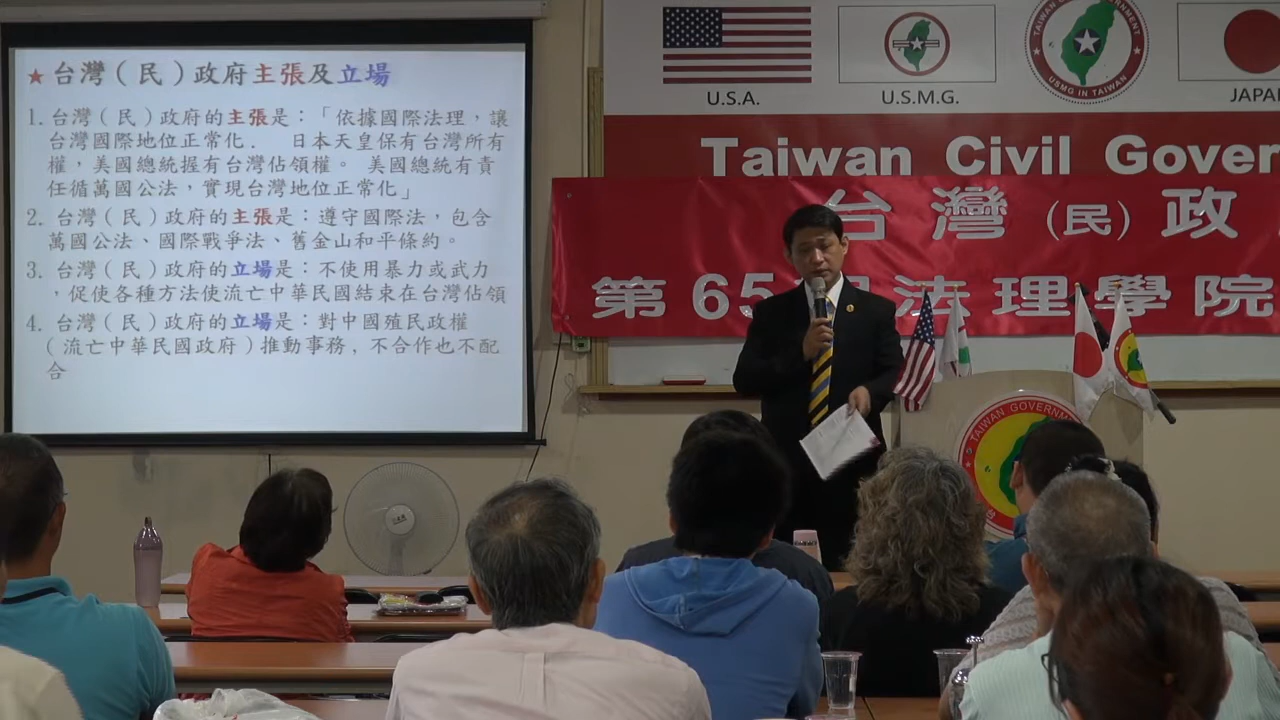 ★台灣(民)政府主張及立場
1. 台灣(民)政府的主張是:「依據國際法理,讓
台灣國際地位正常化. 日本天皇保有台灣所有
權,美國總統握有台灣佔領權。 美國總統有責
任循萬國公法,實現台灣地位正常化」
2. 台灣(民)政府的主張是:遵守國際法,包含
萬國公法、國際戰爭法、舊金山和平條約。
3. 台灣(民)政府的立場是:不使用暴力或武力
,促使各種方法使流亡中華民國結束在台灣佔領
4. 台灣(民)政府的立場是:對中國殖民政權
(流亡中華民國政府)推動事務, 不合作也不配
合
U.S.A.
U.S.M.G.
TAIWAN GOVERNMENT
USMG IN TAIWAN
JAPA
Taiwan Civil Gover
台灣(民)政
第65 法理學院
TAIWAN GOVERN